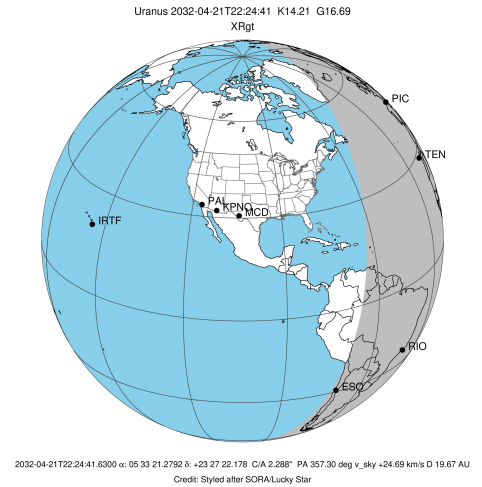 Uranus 2032-04-21T22:24:41 K14.21 G16.69
XRgt
PIC
TEN
PAL
KPNO
MCD
IRTF
RIO
ESO
2032-04-21T22:24:41.6300 α: 05 33 21.2792 δ: +23 27 22.178 C/A 2.288" PA 357.30 deg v_sky +24.69 km/s D 19.67 AU
Credit: Styled after SORA/Lucky Star